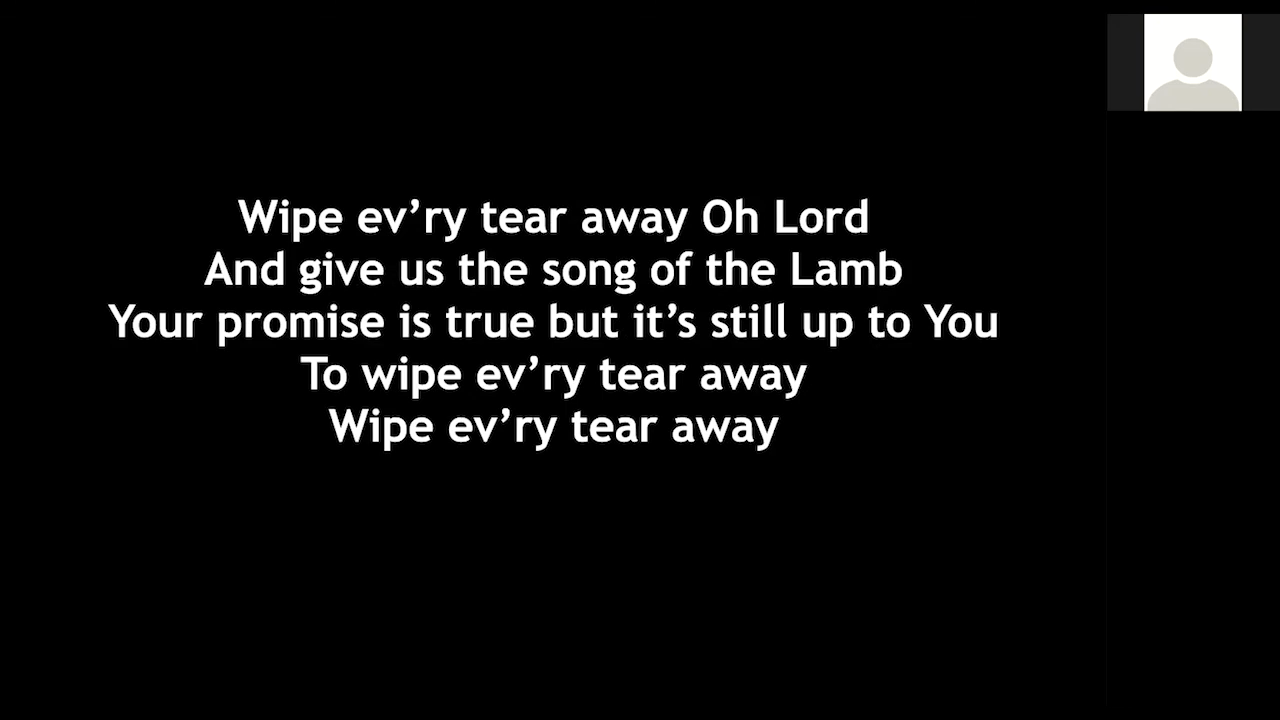 Wipe ev’ry tear away Oh Lord
And give us the song of the Lamb
Your promise is true but it’s still up to You
To wipe ev’ry tear away
Wipe ev’ry tear away